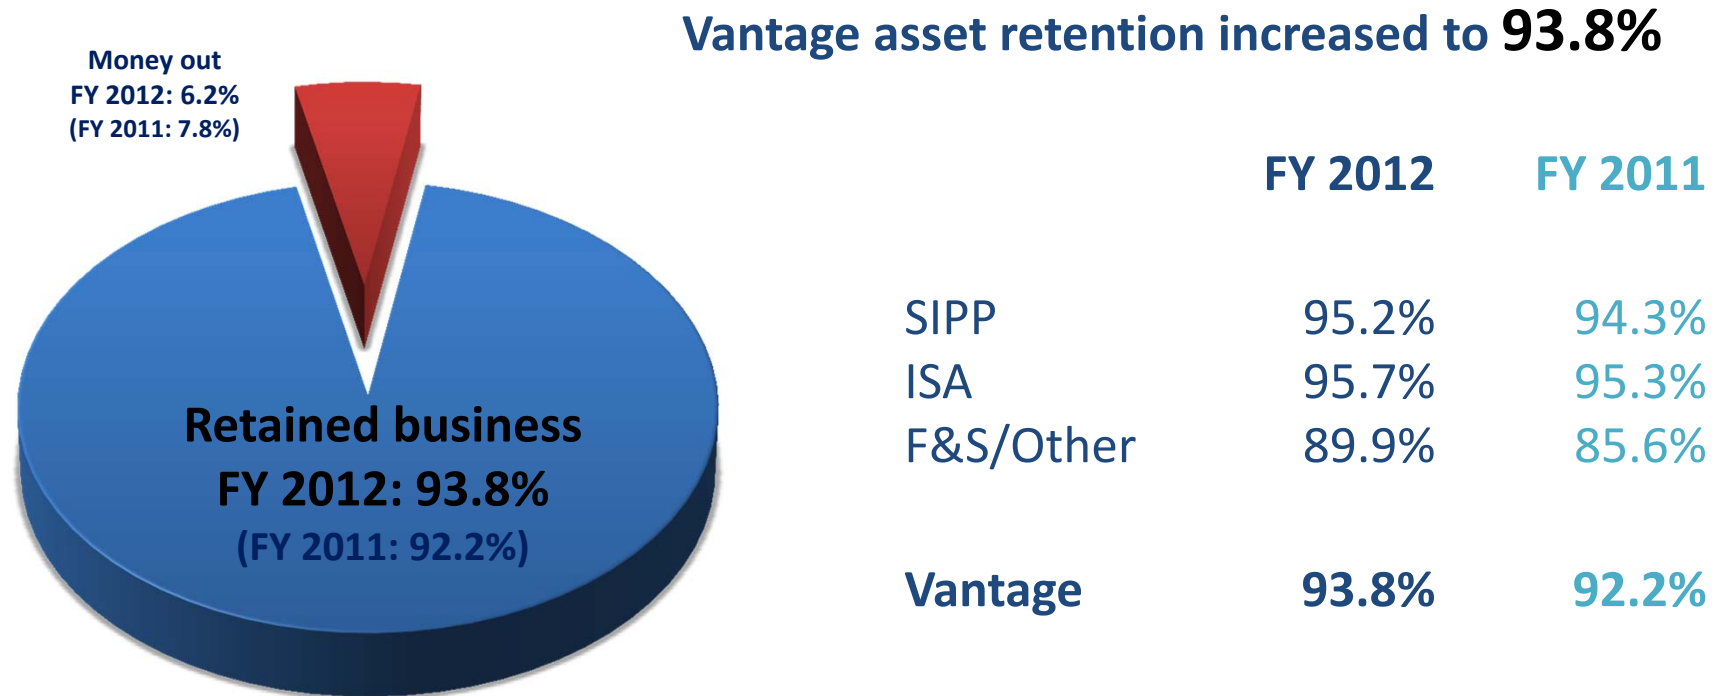 Vantage asset retention increased to 93.8%
Money out
FY 2012: 6.2%
(FY 2011: 7.8%)
Retained business
FY 2012: 93.8%
(FY 2011: 92.2%)
FY 2012 FY 2011
SIPP 95.2% 94.3%
ISA 95.7% 95.3%
F&S/Other 89.9% 85.6%
Vantage 93.8% 92.2%